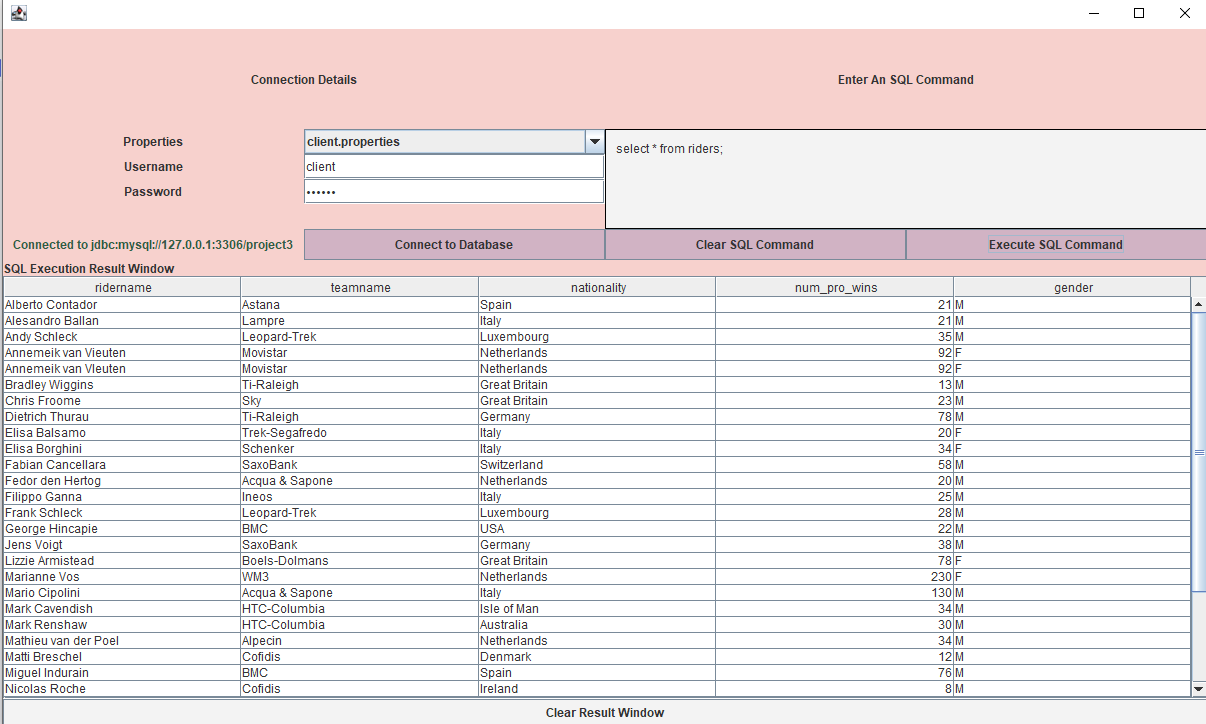 Connection Details Enter An SQL Command
Properties client.properties select * from riders;
Username client
Password ••••••
Connected to jdbc:mysql://127.0.0.1:3306/project3 Connect to Database Clear SQL Command Execute SQL Command
SQL Execution Result Window
ridername teamname nationality num_pro_wins gender
Alberto Contador Astana Spain 21 M
Alesandro Ballan Lampre Italy 21 M
Andy Schleck Leopard-Trek Luxembourg 35 M
Annemeik van Vieuten Movistar Netherlands 92 F
Annemeik van Vleuten Movistar Netherlands 92 F
Bradley Wiggins Ti-Raleigh Great Britain 13 M
Chris Froome Sky Great Britain 23 M
Dietrich Thurau Ti-Raleigh Germany 78 M
Elisa Balsamo Trek-Segafredo Italy 20 F
Elisa Borghini Schenker Italy 34 F
Fabian Cancellara SaxoBank Switzerland 58 M
Fedor den Hertog Acqua & Sapone Netherlands 20 M
Filippo Ganna Ineos Italy 25 M
Frank Schleck Leopard-Trek Luxembourg 28 M
George Hincapie BMC USA 22 M
Jens Voigt SaxoBank Germany 38 M
Lizzie Armistead Boels-Dolmans Great Britain 78 F
Marianne Vos WM3 Netherlands 230 F
Mario Cipolini Acqua & Sapone Italy 130 M
Mark Cavendish HTC-Columbia Isle of Man 34 M
Mark Renshaw HTC-Columbia Australia 30 M
Mathieu van der Poel Alpecin Netherlands 34 M
Matti Breschel Cofidis Denmark 12 M
Miguel Indurain BMC Spain 76 M
Nicolas Roche Cofidis Ireland 8 M
Clear Result Window